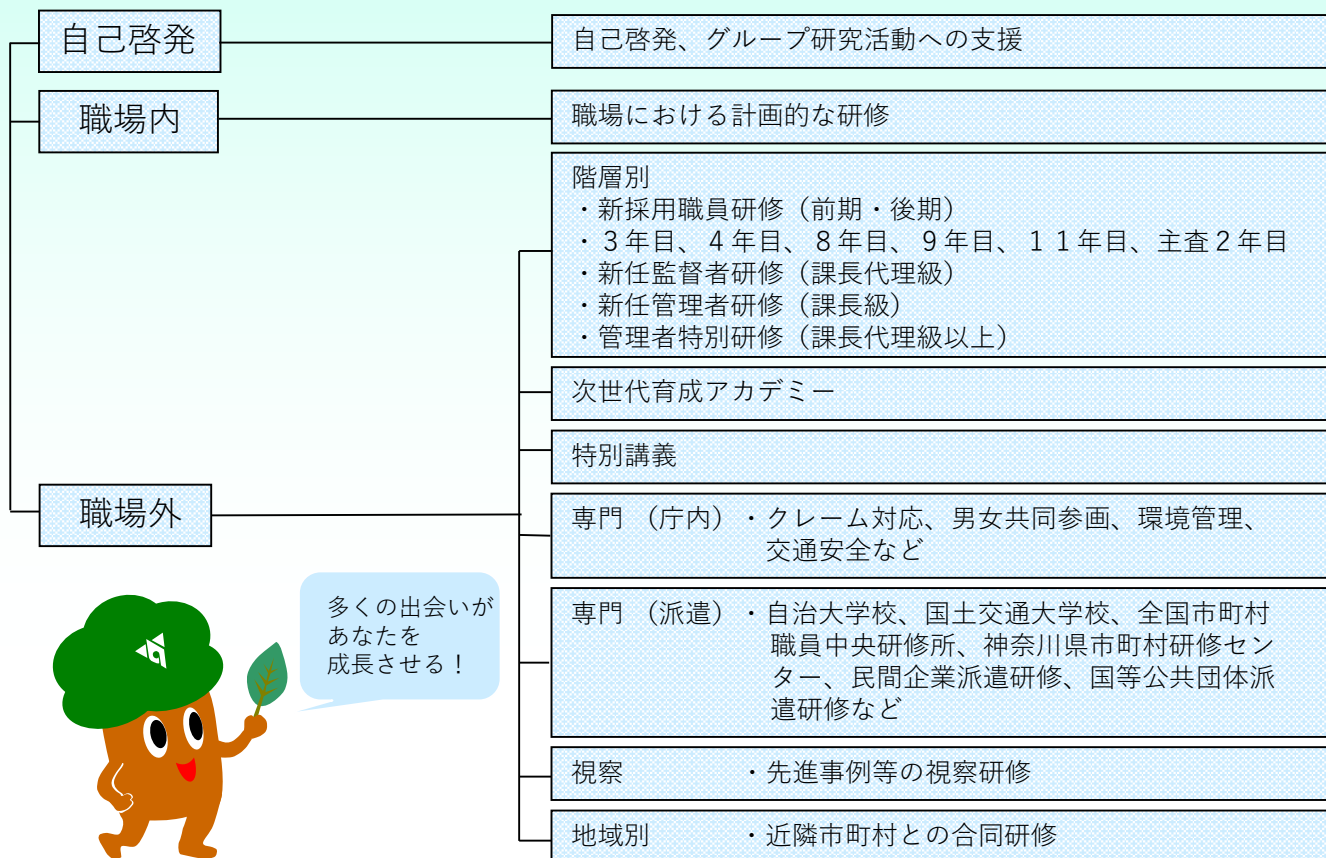 自己啓発
自己啓発、グループ研究活動への支援
職場内
職場における計画的な研修
職場外
階層別
・新採用職員研修（前期・後期）
・３年目、４年目、８年目、９年目、１１年目、主査２年目
・新任監督者研修（課長代理級）
・新任管理者研修（課長級）
・管理者特別研修（課長代理級以上）
次世代育成アカデミー
特別講義
専門　（庁内）・クレーム対応、男女共同参画、環境管理、
交通安全など
専門　（派遣）・自治大学校、国土交通大学校、全国市町村
職員中央研修所、神奈川県市町村研修セン
ター、民間企業派遣研修、国等公共団体派
遣研修など
視察　　　　・先進事例等の視察研修
地域別　　　・近隣市町村との合同研修
多くの出会いが
あなたを
成長させる！